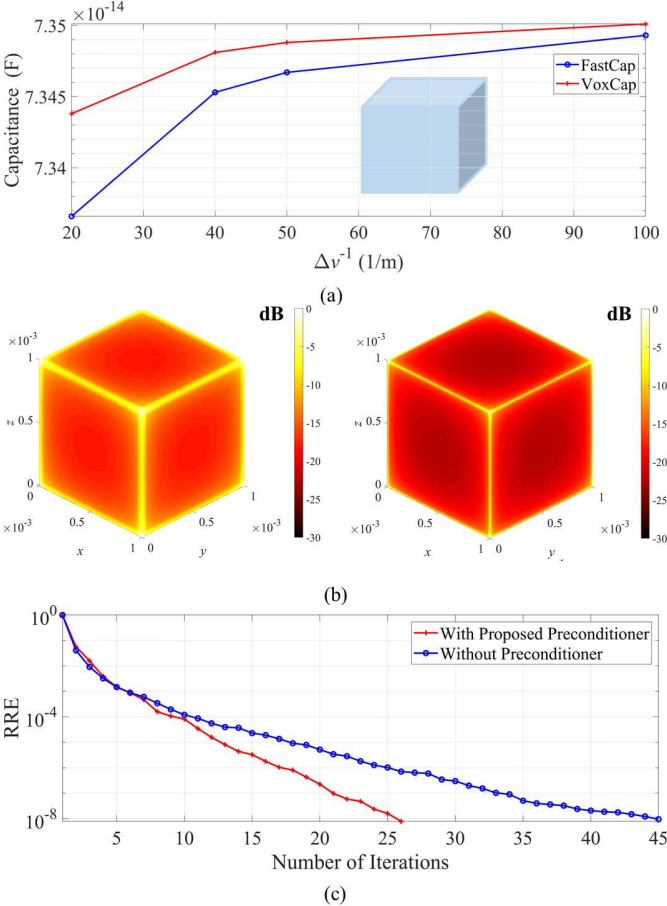 7.35 ×10-14
7.345
7.34
Capacitance (F)
FastCap
VoxCap
20 30 40 50 60 70 80 90 100
Δv-1 (1/m)
(a)
dB dB
×10-3 ×10-3
1 0.5 0
z
0 0.5 1
×10-3
x
0 0.5 1
×10-3
y
0 -5 -10 -15 -20 -25 -30
1 0.5 0
z
0 0.5 1
×10-3
x
0 0.5 1
×10-3
y
0 -5 -10 -15 -20 -25 -30
(b)
100
10-4
10-8
RRE
With Proposed Preconditioner
Without Preconditioner
5 10 15 20 25 30 35 40 45
Number of Iterations
(c)